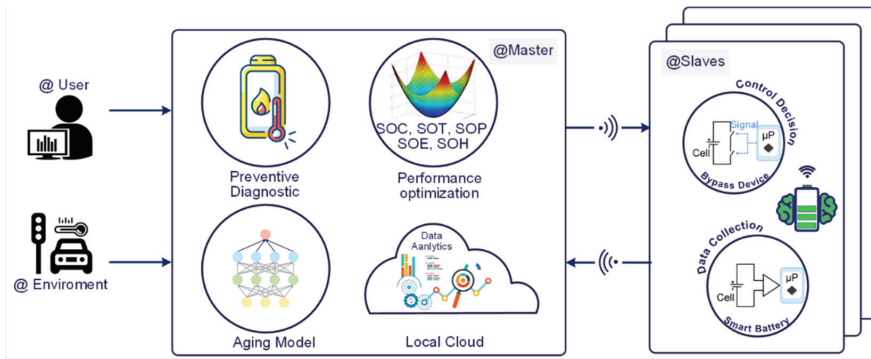 @ User
@ Enviroment
@Master
Preventive
Diagnostic
SOC, SOT, SOP
SOE, SOH
Performance
optimization
Aging Model
Data
Aanlytics
Local Cloud
@Slaves
Control Decision
Signal
Cell
µP
Bypass Device
Data Collection
Cell
µP
Smart Battery